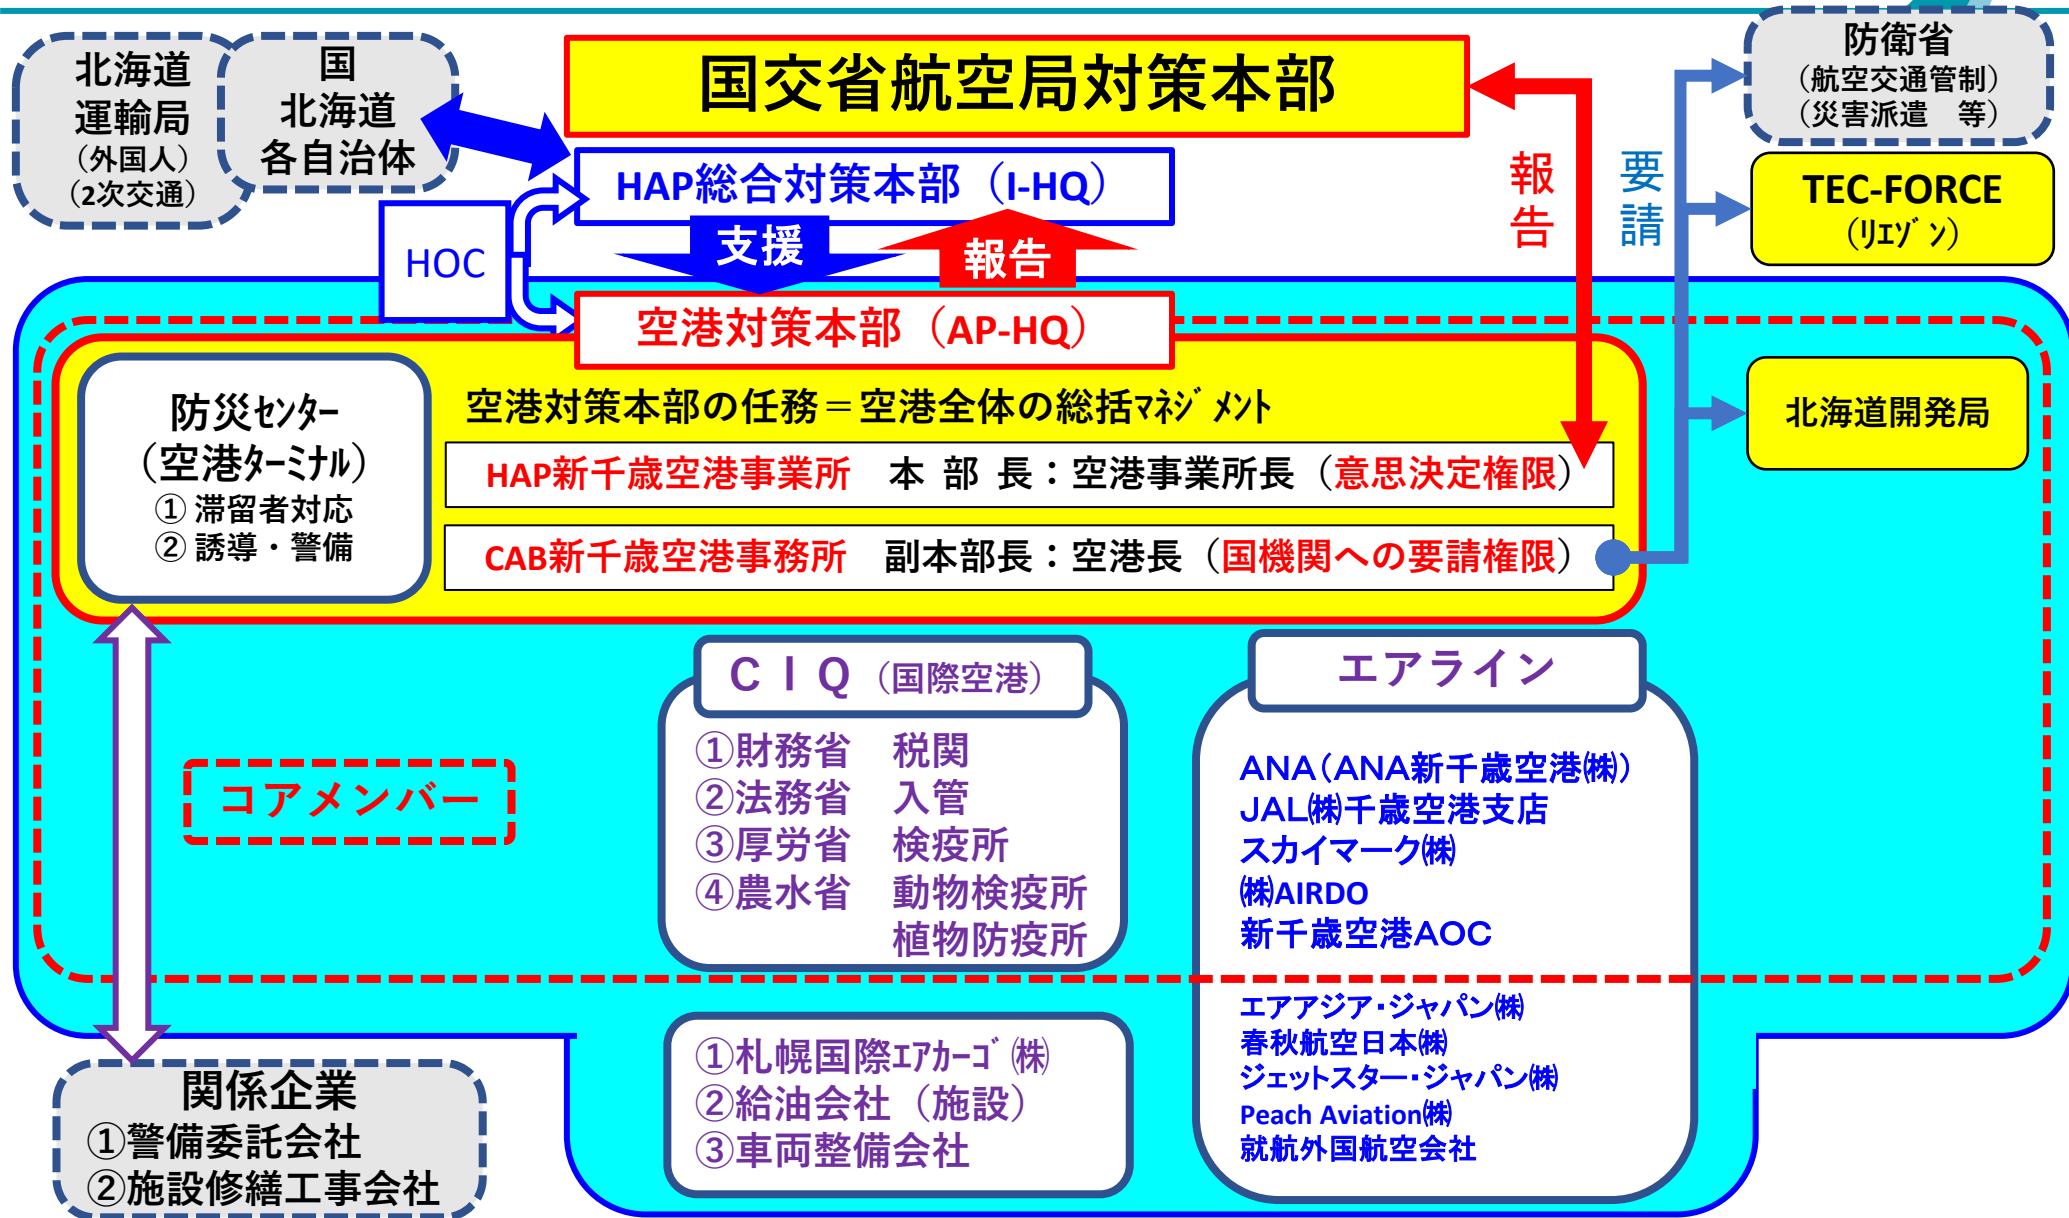 北海道
運輸局
（外国人）
（2次交通）
国
北海道
各自治体
国交省航空局対策本部
HAP総合対策本部（I-HQ）
HOC
支援
報告
空港対策本部（AP-HQ）
報告
要請
防衛省
（航空交通管制）
（災害派遣　等）
TEC-FORCE
（ﾘｴｿﾞﾝ）
北海道開発局
防災ｾﾝﾀｰ
（空港ﾀｰﾐﾅﾙ）
① 滞留者対応
② 誘導・警備
空港対策本部の任務＝空港全体の総括ﾏﾈｼﾞﾒﾝﾄ
HAP新千歳空港事業所　本 部 長：空港事業所長（意思決定権限）
CAB新千歳空港事務所　副本部長：空港長（国機関への要請権限）
コアメンバー
ＣＩＱ（国際空港）
①財務省　税関
②法務省　入管
③厚労省　検疫所
④農水省　動物検疫所
植物防疫所
エアライン
ANA（ANA新千歳空港㈱）
JAL㈱千歳空港支店
スカイマーク㈱
㈱AIRDO
新千歳空港AOC
エアアジア・ジャパン㈱
春秋航空日本㈱
ジェットスター・ジャパン㈱
Peach Aviation㈱
就航外国航空会社
①札幌国際ｴｱｶｰｺﾞ㈱
②給油会社（施設）
③車両整備会社
関係企業
①警備委託会社
②施設修繕工事会社